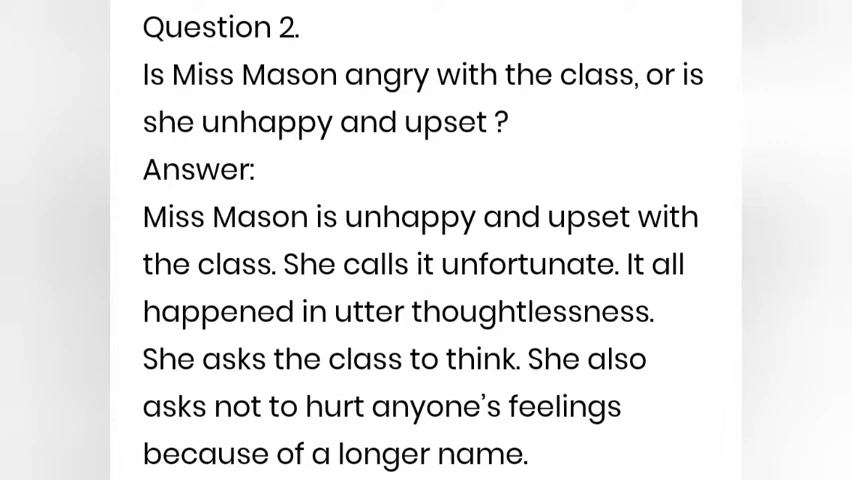 Question 2.
Is Miss Mason angry with the class, or is
she unhappy and upset ?
Answer:
Miss Mason is unhappy and upset with
the class. She calls it unfortunate. It all
happened in utter thoughtlessness.
She asks the class to think. She also
asks not to hurt anyone’s feelings
because of a longer name.